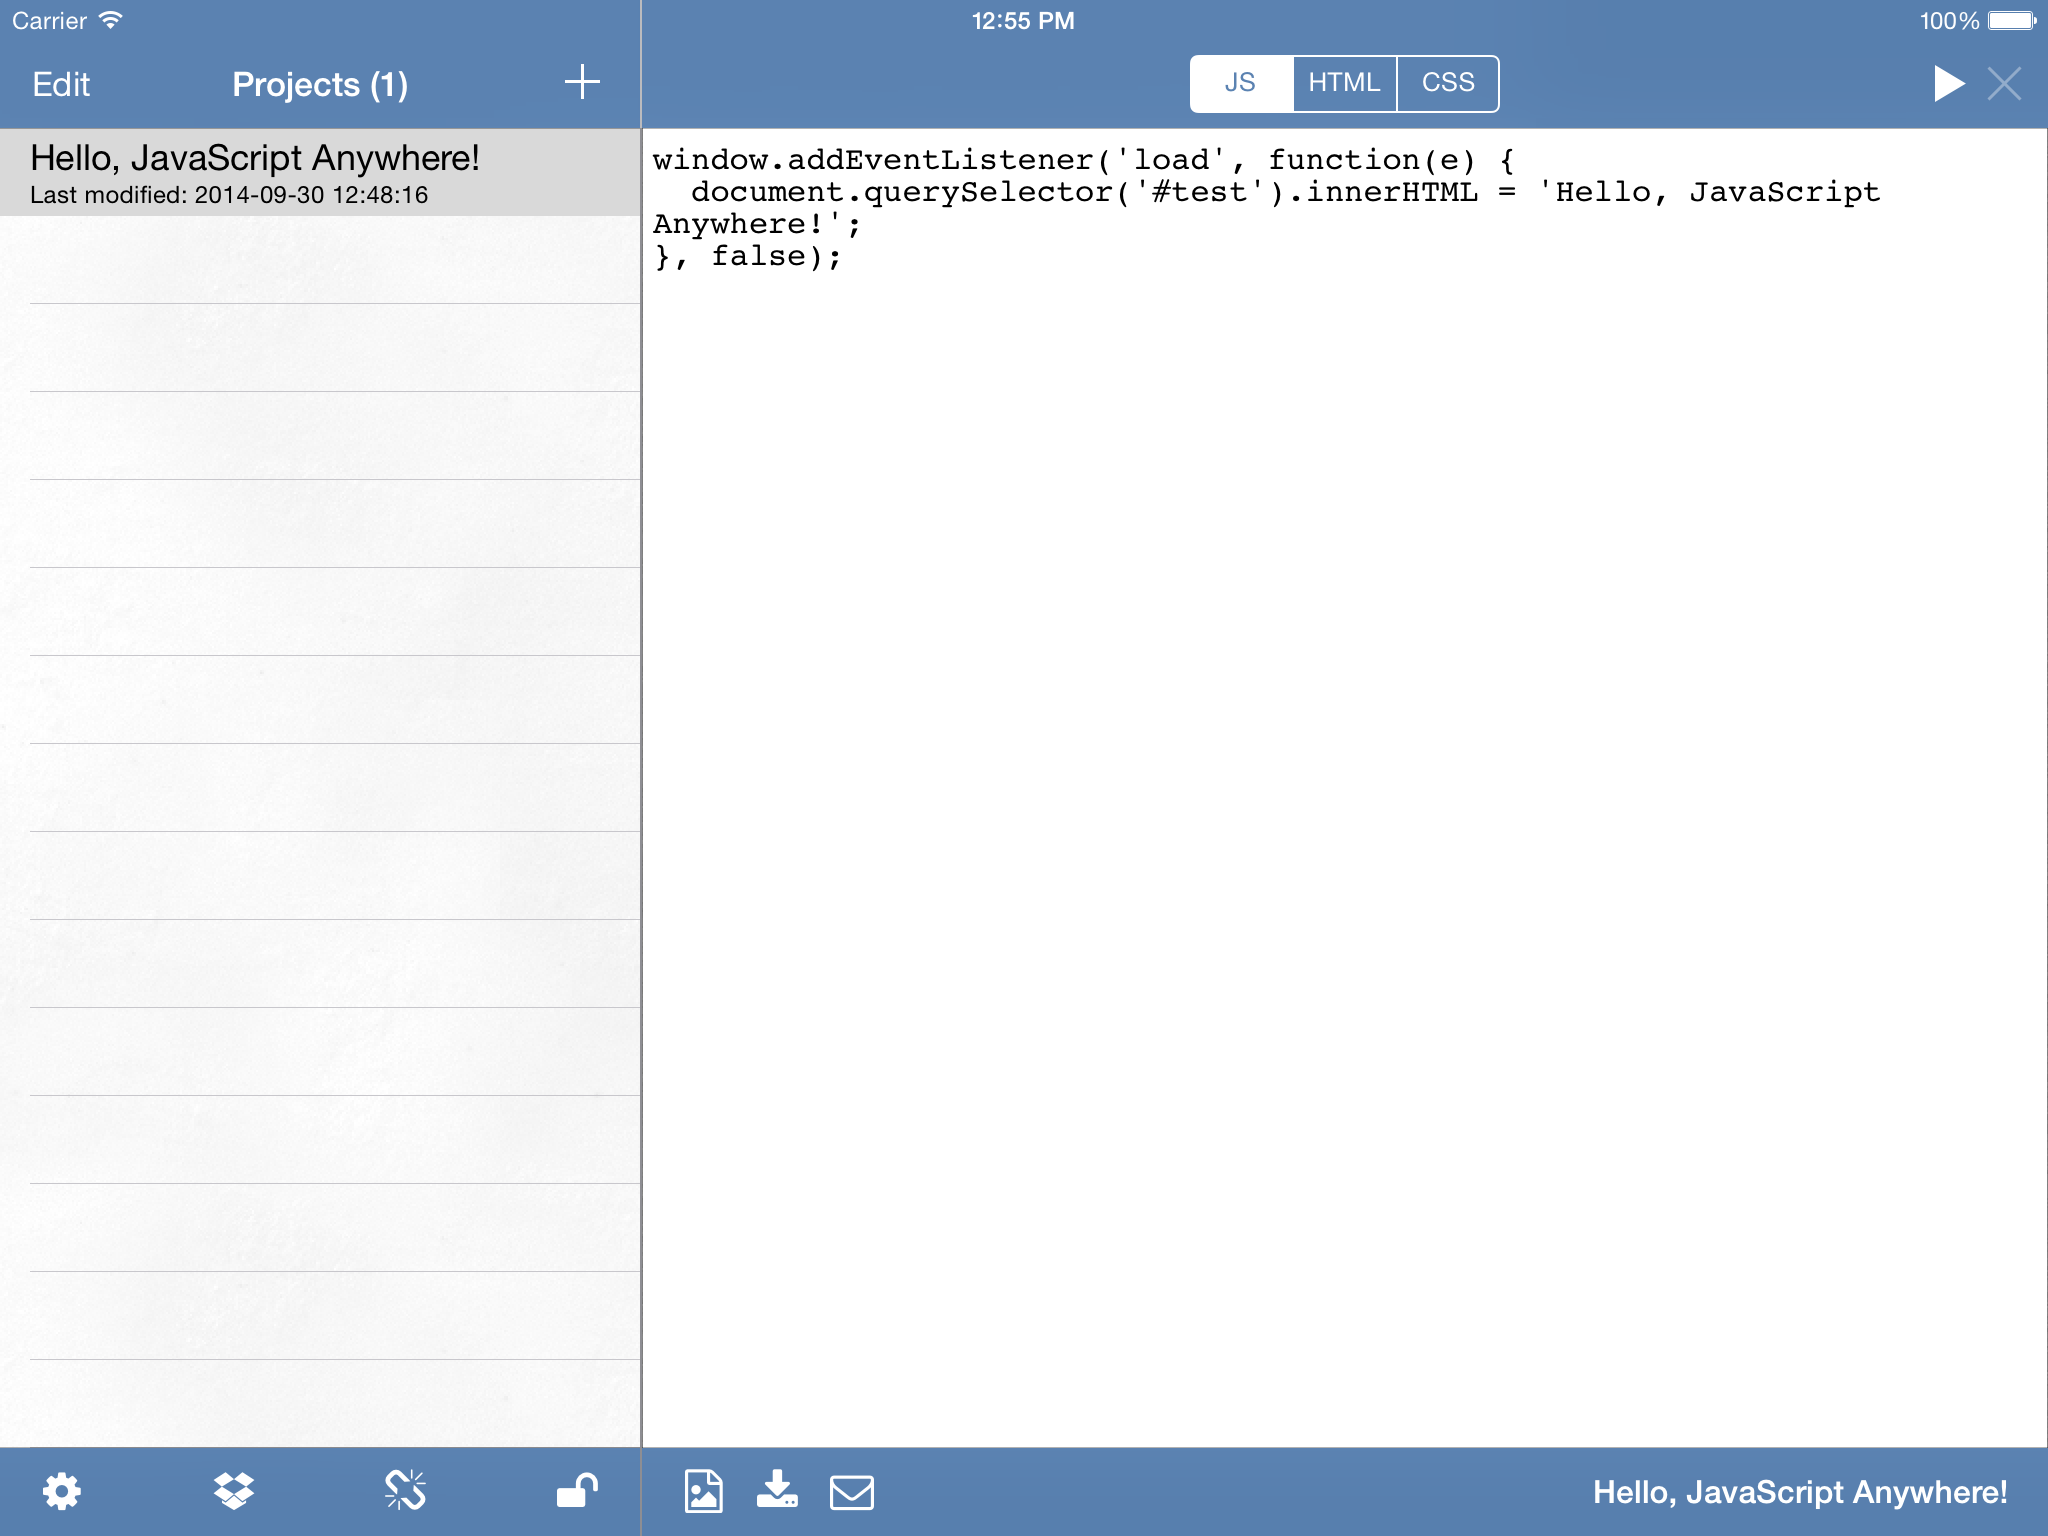 Carrier
12:55 PM
100%
Edit
Projects (1)
JS
HTML
CSS
Hello, JavaScript Anywhere!
Last modified: 2014-09-30 12:48:16
window.addEventListener('load', function(e) {
  document.querySelector('#test').innerHTML = 'Hello, JavaScript
Anywhere!';
}, false);
Hello, JavaScript Anywhere!